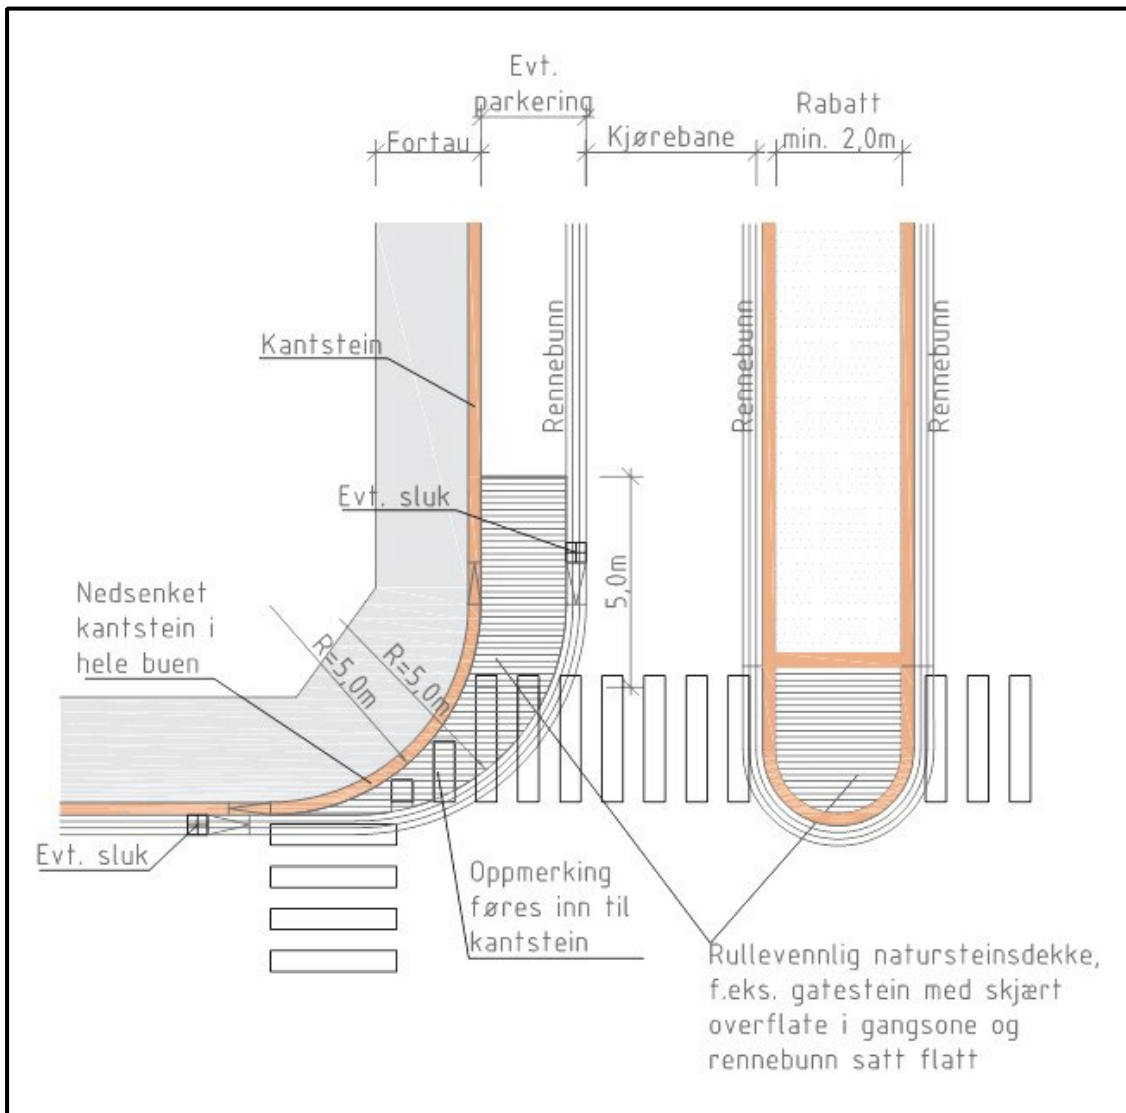 Evt.
parkering
Rabatt
min. 2,0m
Fortau
Kjørebane
Kantstein
Rennebunn
Rennebunn
Rennebunn
Evt. sluk
5,0m
Nedsenket
kantstein i
hele buen
R=5,0m
R=5,0m
Evt. sluk
Oppmerking
føres inn til
kantstein
Rullevennlig natursteinsdekke,
f.eks. gatestein med skjært
overflate i gangsone og
rennebunn satt flatt